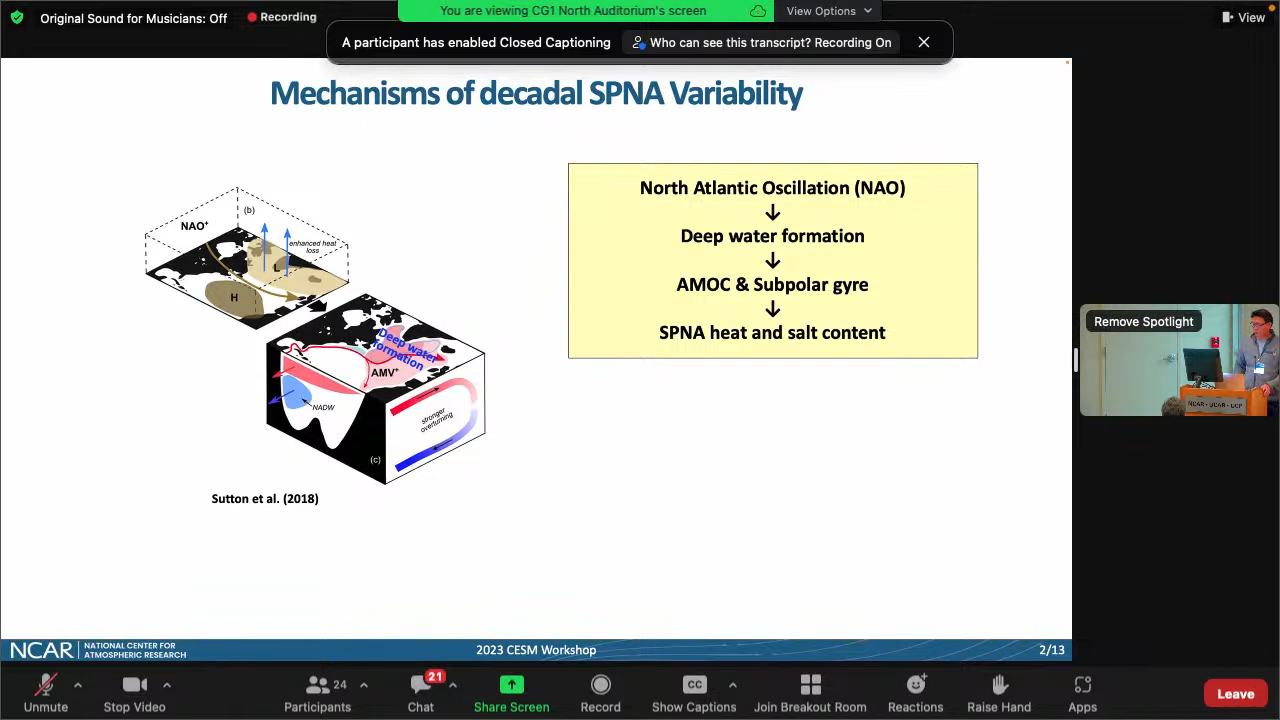 Original Sound for Musicians: Off
Recording
You are viewing CG1 North Auditorium's screen
View Options
View
A participant has enabled Closed Captioning
Who can see this transcript? Recording On
Mechanisms of decadal SPNA Variability
(b)
NAO+
enhanced heat
loss
L
H
Deep water
formation
AMV+
NADW
stronger
overturning
(c)
Sutton et al. (2018)
North Atlantic Oscillation (NAO)
↓
Deep water formation
↓
AMOC & Subpolar gyre
↓
SPNA heat and salt content
Remove Spotlight
NCAR - UCAR - UCP
NCAR
NATIONAL CENTER FOR
ATMOSPHERIC RESEARCH
2023 CESM Workshop
2/13
Unmute
Stop Video
24
Participants
21
Chat
Share Screen
Record
CC
Show Captions
Join Breakout Room
Reactions
Raise Hand
Apps
Leave